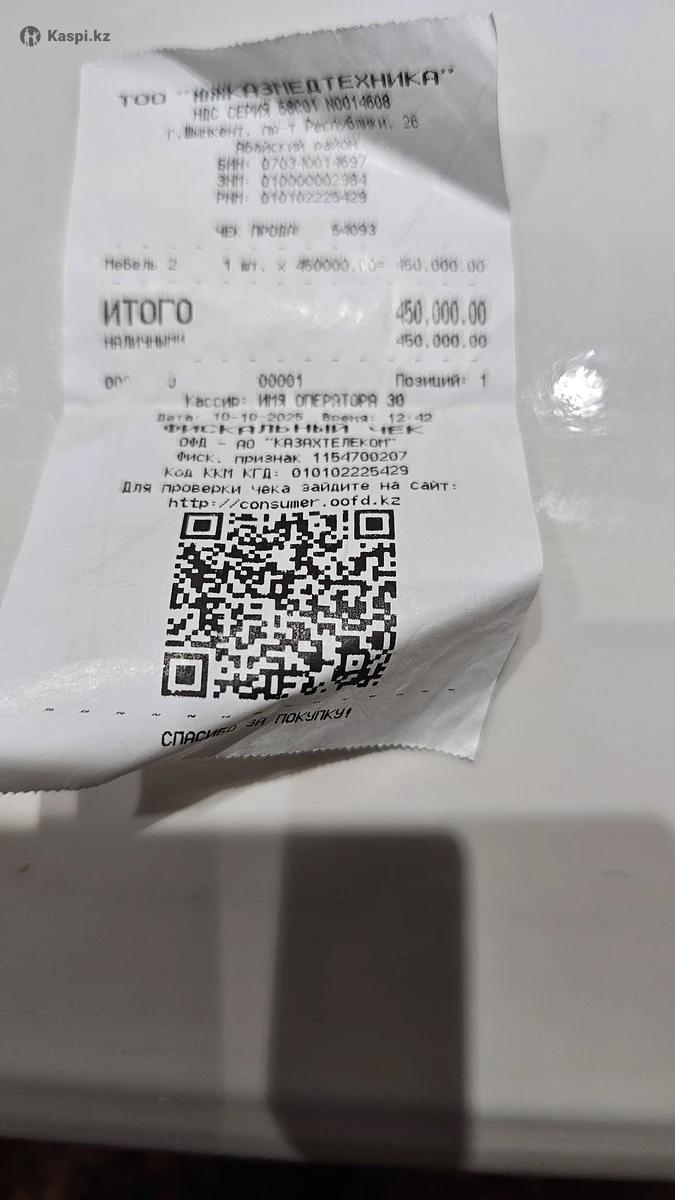 Kaspi.kz
ТОО "ЮЖКАЗМЕДТЕХНИКА"
НДС СЕРИЯ 58001 N0014608
г.Шымкент, пр-т Республики, 26
Абайский район
БИН: 070340014697
ЗНМ: 010000002984
РНМ: 010102225429
ЧЕК 54093
Мебель 2 1 шт. x 450000.00= 450.000.00
ИТОГО 450.000.00
НАЛИЧНЫМИ 450.000.00
00001 Позиций: 1
Кассир: ИМЯ ОПЕРАТОРА 30
Дата: 10-10-2025 Время: 12:42
ФИСКАЛЬНЫЙ ЧЕК
ОФД - АО "КАЗАХТЕЛЕКОМ"
Фиск. признак 1154700207
Код ККМ КГД: 010102225429
Для проверки чека зайдите на сайт:
http://consumer.oofd.kz
СПАСИБО ЗА ПОКУПКУ!